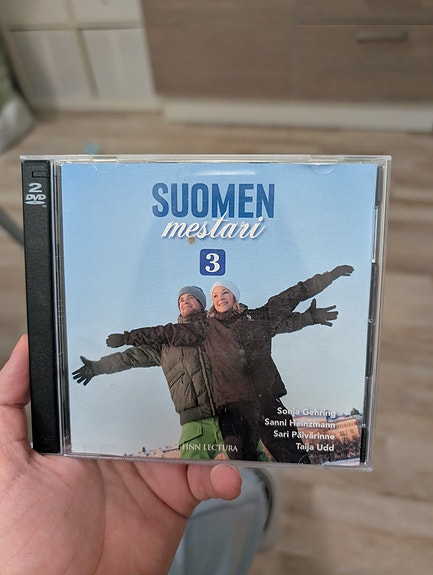 2
DVD
SUOMEN
mestari
3
Sonja Gehring
Sanni Heinzmann
Sari Päivärinne
Taija Udd
FINN LECTURA